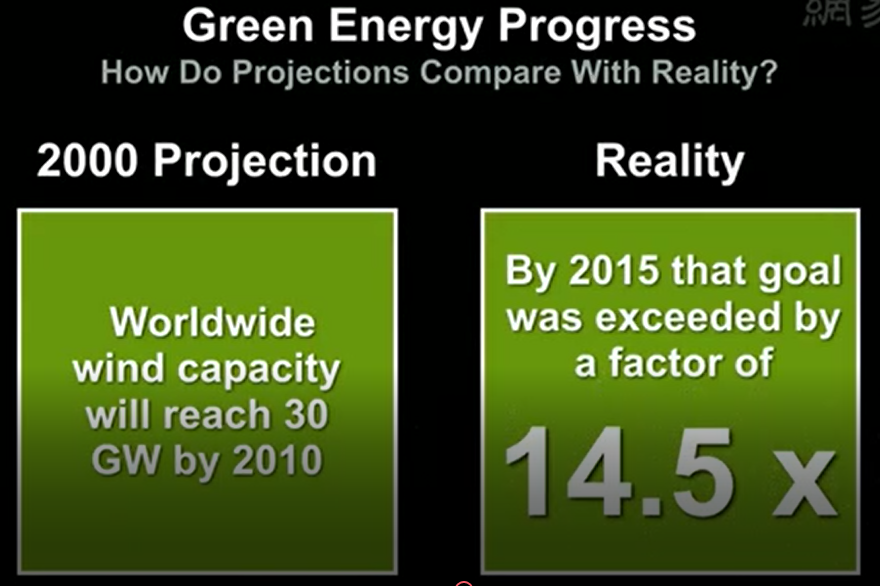 網
Green Energy Progress
How Do Projections Compare With Reality?
2000 Projection
Worldwide
wind capacity
will reach 30
GW by 2010
Reality
By 2015 that goal
was exceeded by
a factor of
14.5 x